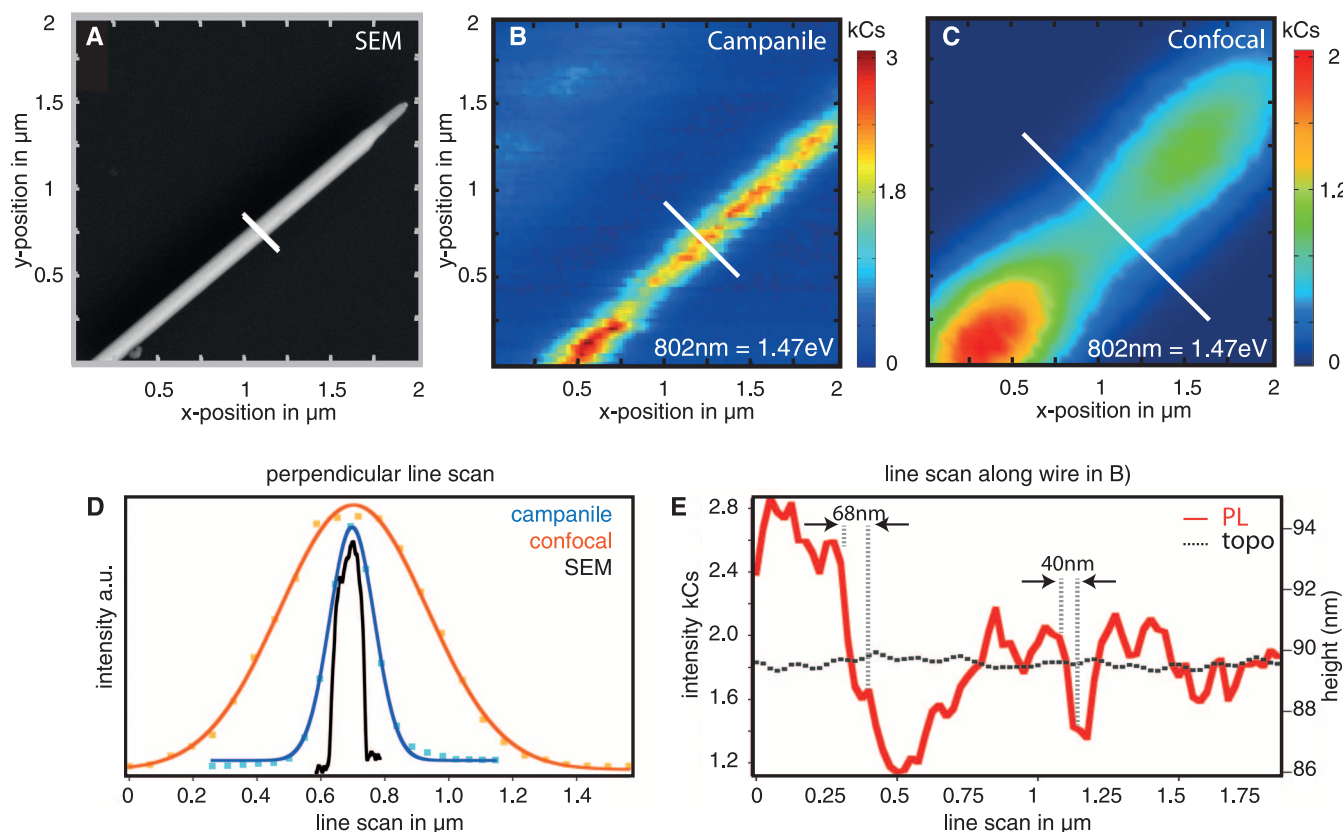 A
SEM
2
1.5
1
0.5
y-position in µm
0.5
1
1.5
2
x-position in µm
B
Campanile
2
1.5
1
0.5
y-position in µm
802nm = 1.47eV
0.5
1
1.5
2
x-position in µm
kCs
3
1.8
0
C
Confocal
802nm = 1.47eV
0.5
1
1.5
2
x-position in µm
kCs
2
1.2
0
perpendicular line scan
D
campanile
confocal
SEM
intensity a.u.
0
0.2
0.4
0.6
0.8
1.0
1.2
1.4
line scan in µm
line scan along wire in B)
E
68nm
40nm
PL
topo
2.8
2.4
2.0
1.6
1.2
intensity kCs
94
92
90
88
86
height (nm)
0
0.25
0.5
0.75
1
1.25
1.5
1.75
line scan in µm